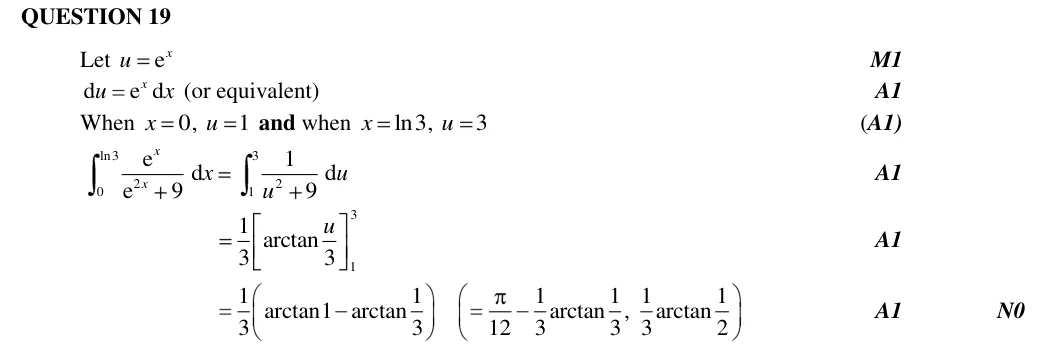 QUESTION 19
Let u = e^x M1
du = e^x dx (or equivalent) A1
When x = 0, u = 1 and when x = ln 3, u = 3 (A1)
∫_0^{ln 3} e^x/(e^{2x} + 9) dx = ∫_1^3 1/(u^2 + 9) du A1
= 1/3 [arctan u/3]_1^3 A1
= 1/3 (arctan 1 − arctan 1/3) (= π/12 − 1/3 arctan 1/3, 1/3 arctan 1/2) A1 N0